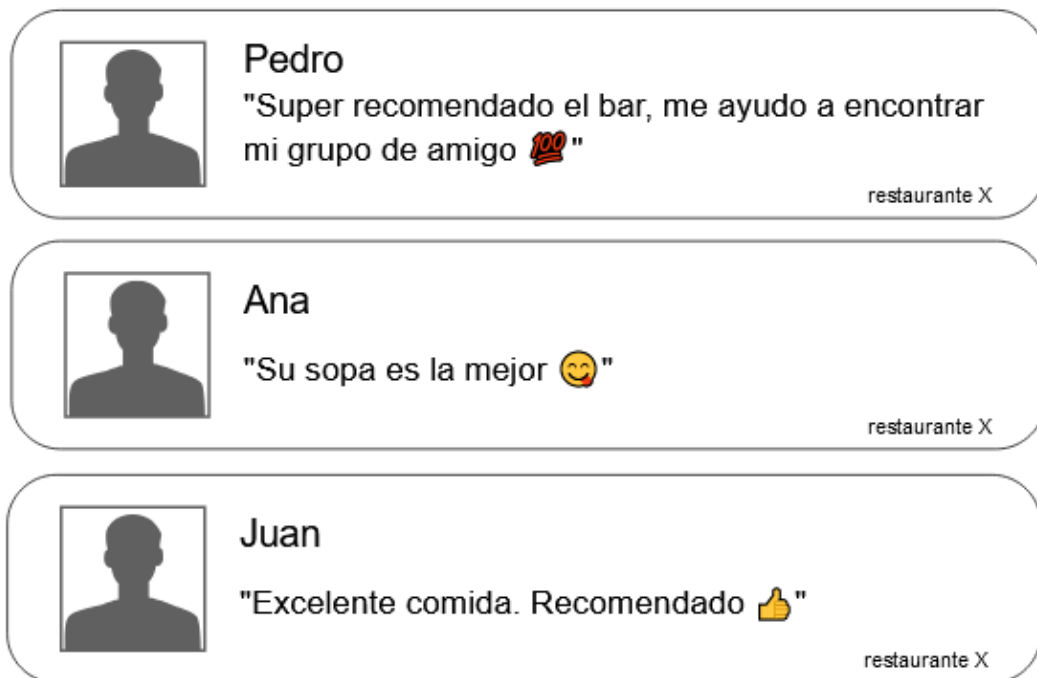 Pedro
"Super recomendado el bar, me ayudo a encontrar
mi grupo de amigo 💯"
restaurante X
Ana
"Su sopa es la mejor 😋"
restaurante X
Juan
"Excelente comida. Recomendado 👍"
restaurante X